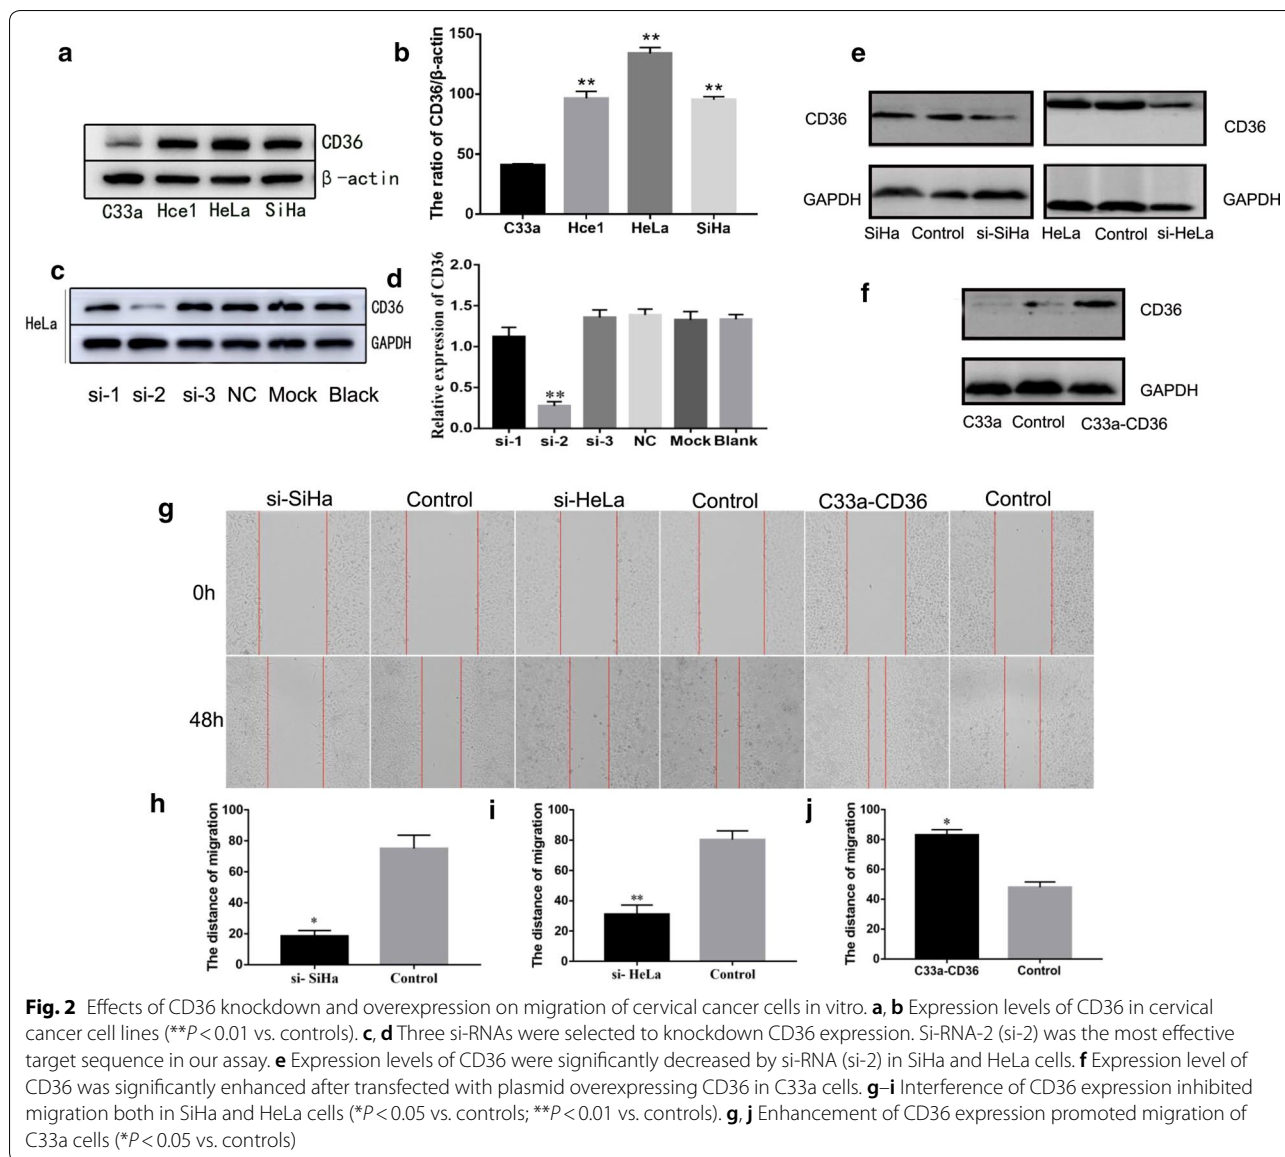 a
CD36
β-actin
C33a Hce1 HeLa SiHa
b
The ratio of CD36/β-actin
150
100
50
0
** ** **
C33a Hce1 HeLa SiHa
c
HeLa
CD36
GAPDH
si-1 si-2 si-3 NC Mock Black
d
Relative expression of CD36
2.0
1.5
1.0
0.5
0.0
**
si-1 si-2 si-3 NC Mock Blank
e
CD36
CD36
GAPDH
GAPDH
SiHa Control si-SiHa HeLa Control si-HeLa
f
CD36
GAPDH
C33a Control C33a-CD36
g
si-SiHa Control si-HeLa Control C33a-CD36 Control
0h
48h
h
The distance of migration
100
80
60
40
20
0
*
si- SiHa Control
i
The distance of migration
100
80
60
40
20
0
**
si- HeLa Control
j
The distance of migration
100
80
60
40
20
0
*
C33a-CD36 Control
Fig. 2 Effects of CD36 knockdown and overexpression on migration of cervical cancer cells in vitro. a, b Expression levels of CD36 in cervical
cancer cell lines (**P < 0.01 vs. controls). c, d Three si-RNAs were selected to knockdown CD36 expression. Si-RNA-2 (si-2) was the most effective
target sequence in our assay. e Expression levels of CD36 were significantly decreased by si-RNA (si-2) in SiHa and HeLa cells. f Expression level of
CD36 was significantly enhanced after transfected with plasmid overexpressing CD36 in C33a cells. g–i Interference of CD36 expression inhibited
migration both in SiHa and HeLa cells (*P < 0.05 vs. controls; **P < 0.01 vs. controls). g, j Enhancement of CD36 expression promoted migration of
C33a cells (*P < 0.05 vs. controls)